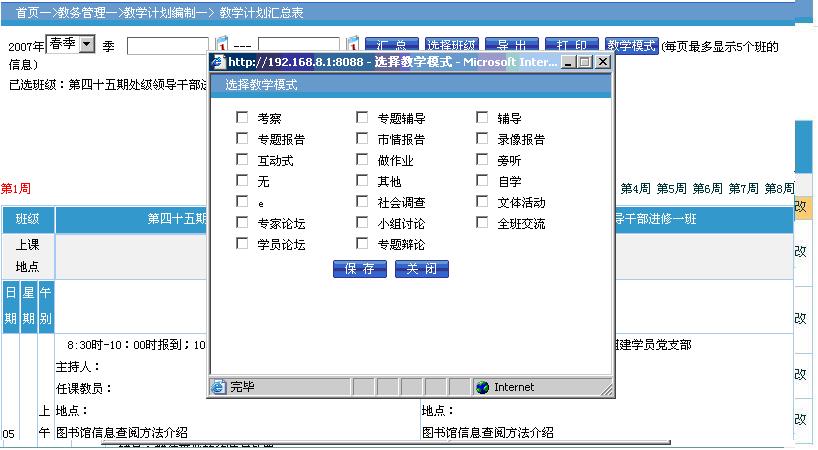 首页一>教务管理一>教学计划编制一> 教学计划汇总表
2007年 春季 季 --- 汇 总 选择班级 导 出 打 印 教学模式 (每页最多显示5个班的
信息)
已选班级：第四十五期处级领导干部
http://192.168.8.1:8088 - 选择教学模式 - Microsoft Inter...
选择教学模式
考察 专题辅导 辅导
专题报告 市情报告 录像报告
互动式 做作业 旁听
无 其他 自学
e 社会调查 文体活动
专家论坛 小组讨论 全班交流
学员论坛 专题辩论
保 存 关 闭
完毕 Internet
第1周 第4周 第5周 第6周 第7周 第8周
改
班级 第四十五期 导干部进修一班
上课
地点
改
日期 星期 午别
改
8:30时-10：00时报到；10 建学员党支部
主持人：
任课教员：
改
上午 地点： 地点：
改
05 图书馆信息查阅方法介绍 图书馆信息查阅方法介绍